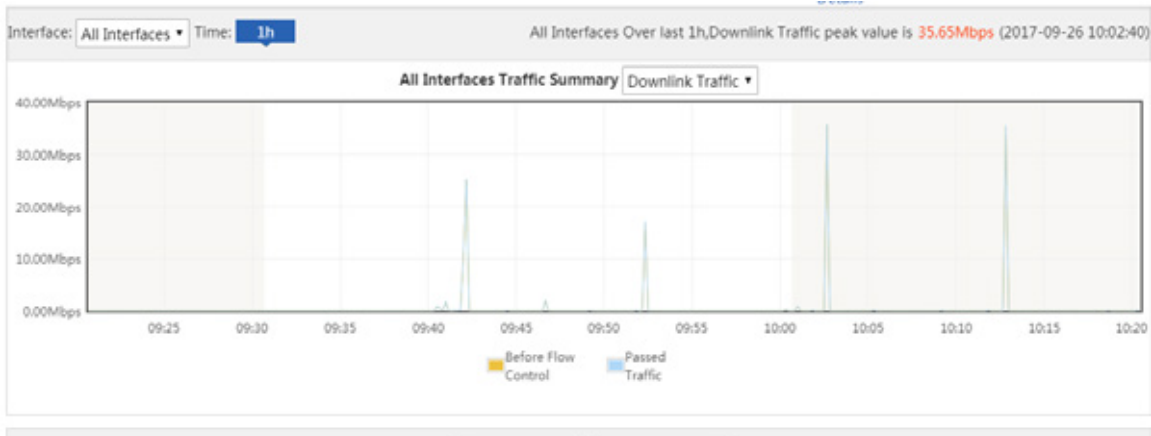 Interface: All Interfaces Time: 1h All Interfaces Over last 1h,Downlink Traffic peak value is 35.65Mbps (2017-09-26 10:02:40)
All Interfaces Traffic Summary Downlink Traffic
40.00Mbps
30.00Mbps
20.00Mbps
10.00Mbps
0.00Mbps
09:25 09:30 09:35 09:40 09:45 09:50 09:55 10:00 10:05 10:10 10:15 10:20
Before Flow Passed
Control Traffic